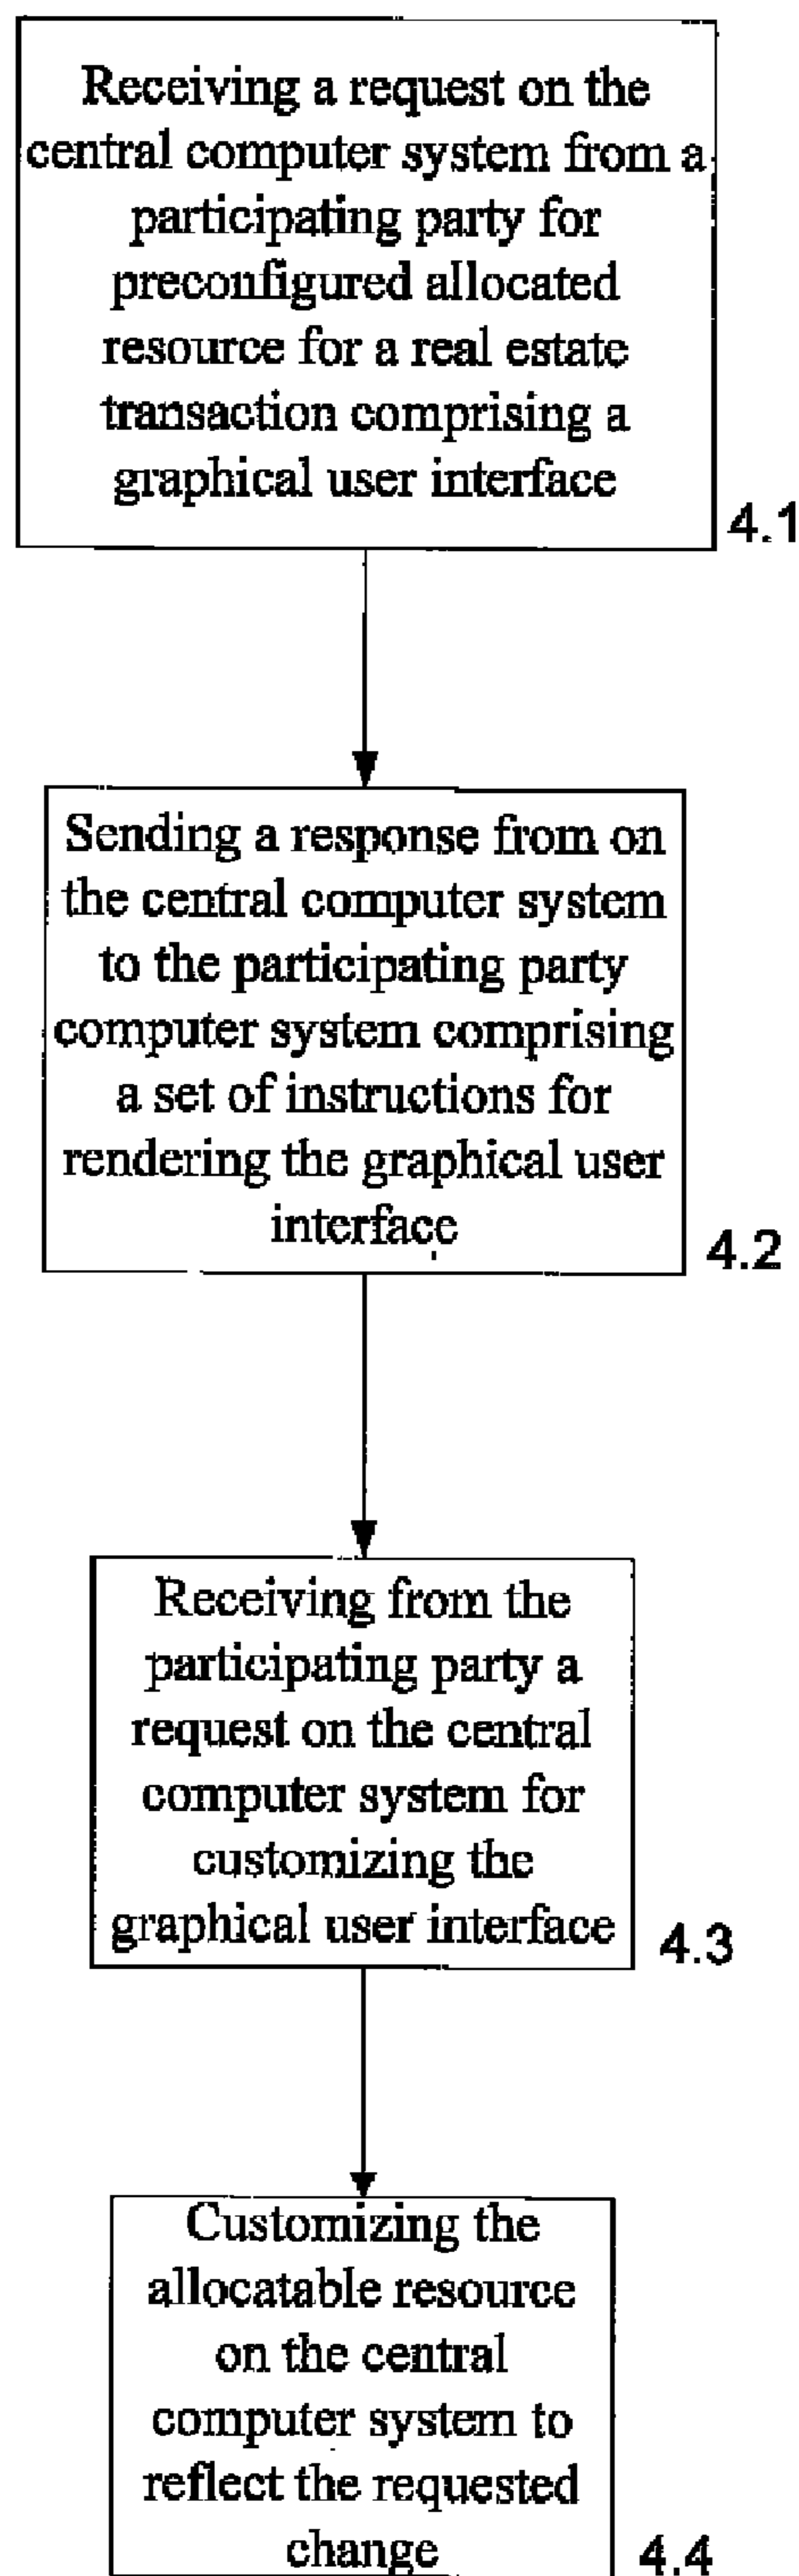 Receiving a request on the
central computer system from a
participating party for
preconfigured allocated
resource for a real estate
transaction comprising a
graphical user interface
4.1
Sending a response from on
the central computer system
to the participating party
computer system comprising
a set of instructions for
rendering the graphical user
interface
4.2
Receiving from the
participating party a
request on the central
computer system for
customizing the
graphical user interface
4.3
Customizing the
allocatable resource
on the central
computer system to
reflect the requested
change
4.4